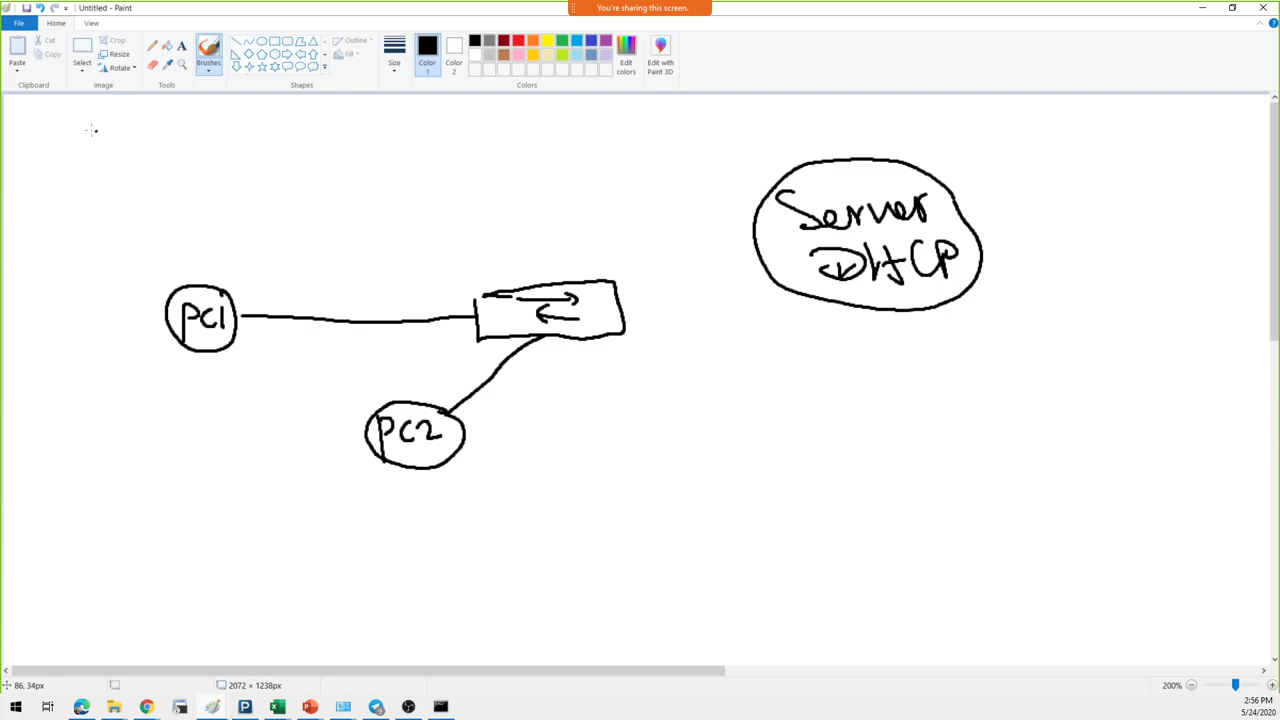 Untitled - Paint
You're sharing this screen.
File
Home
View
Paste
Cut
Copy
Clipboard
Select
Crop
Resize
Rotate
Image
Tools
Brushes
Shapes
Outline
Fill
Size
Color
1
Color
2
Colors
Edit
colors
Edit with
Paint 3D
Server
DHCP
PC1
PC2
86, 34px
2072 × 1238px
200%
2:56 PM
5/24/2020